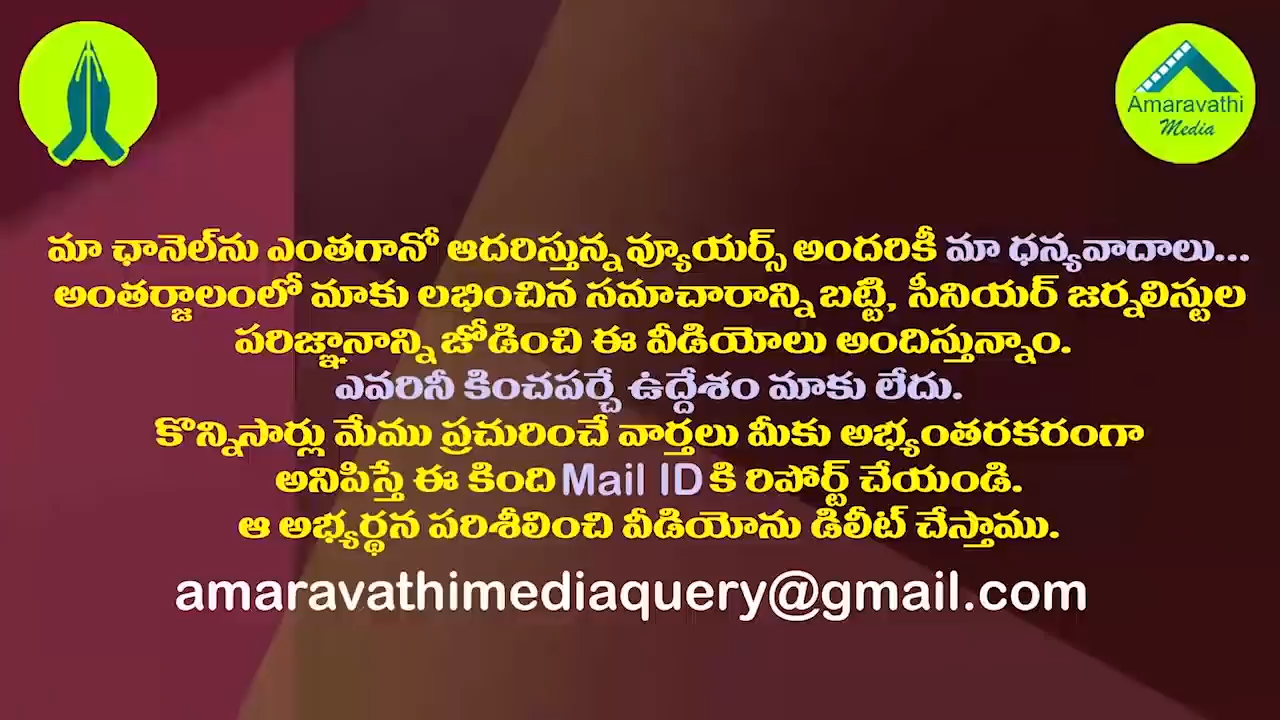 Amaravathi
Media
మా ఛానెల్‌ను ఎంతగానో ఆదరిస్తున్న వ్యూయర్స్ అందరికీ మా ధన్యవాదాలు...
అంతర్జాలంలో మాకు లభించిన సమాచారాన్ని బట్టి, సీనియర్ జర్నలిస్టుల
పరిజ్ఞానాన్ని జోడించి ఈ వీడియోలు అందిస్తున్నాం.
ఎవరినీ కించపర్చే ఉద్దేశం మాకు లేదు.
కొన్నిసార్లు మేము ప్రచురించే వార్తలు మీకు అభ్యంతరకరంగా
అనిపిస్తే ఈ కింది Mail ID కి రిపోర్ట్ చేయండి.
ఆ అభ్యర్థన పరిశీలించి వీడియోను డిలీట్ చేస్తాము.
amaravathimediaquery@gmail.com